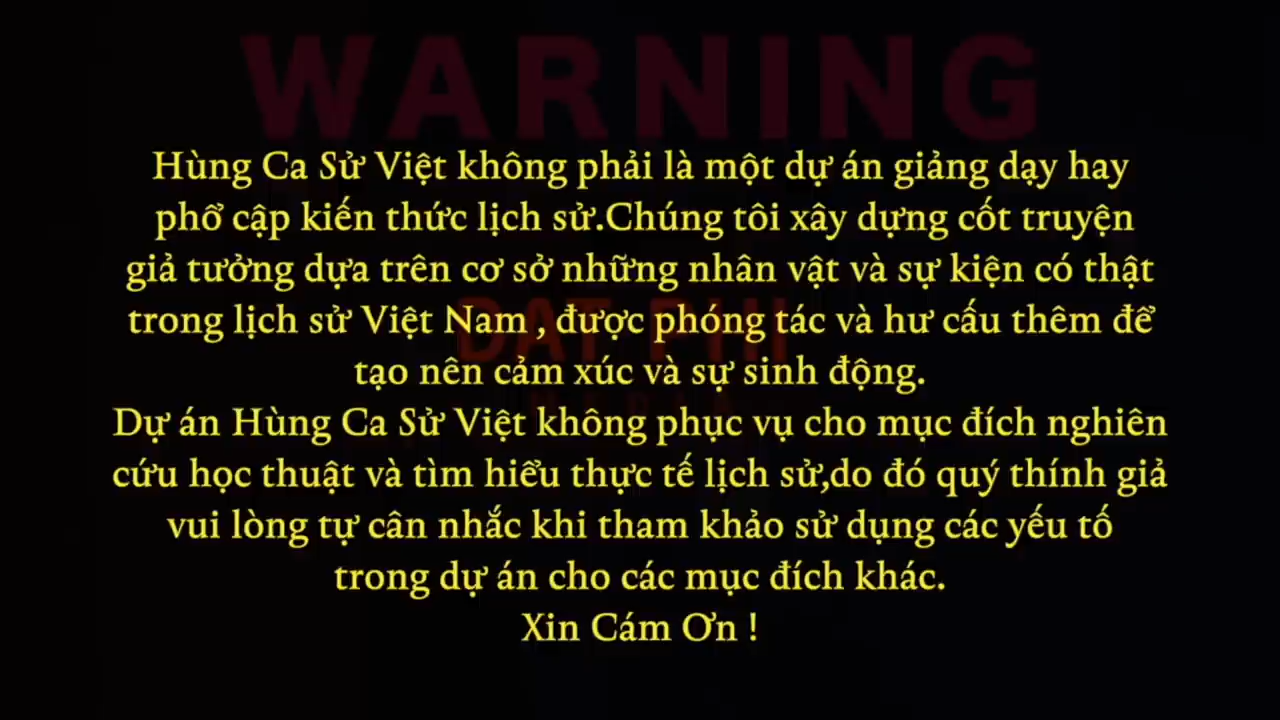 WARNING
Hùng Ca Sử Việt không phải là một dự án giảng dạy hay
phổ cập kiến thức lịch sử.Chúng tôi xây dựng cốt truyện
giả tưởng dựa trên cơ sở những nhân vật và sự kiện có thật
trong lịch sử Việt Nam , được phóng tác và hư cấu thêm để
DAT PHI
tạo nên cảm xúc và sự sinh động.
MEDIA
Dự án Hùng Ca Sử Việt không phục vụ cho mục đích nghiên
cứu học thuật và tìm hiểu thực tế lịch sử,do đó quý thính giả
vui lòng tự cân nhắc khi tham khảo sử dụng các yếu tố
trong dự án cho các mục đích khác.
Xin Cám Ơn !